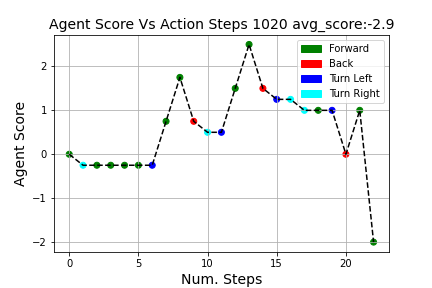 Agent Score Vs Action Steps 1020 avg_score:-2.9
Forward
Back
Turn Left
Turn Right
Agent Score
2
1
0
−1
−2
0 5 10 15 20
Num. Steps